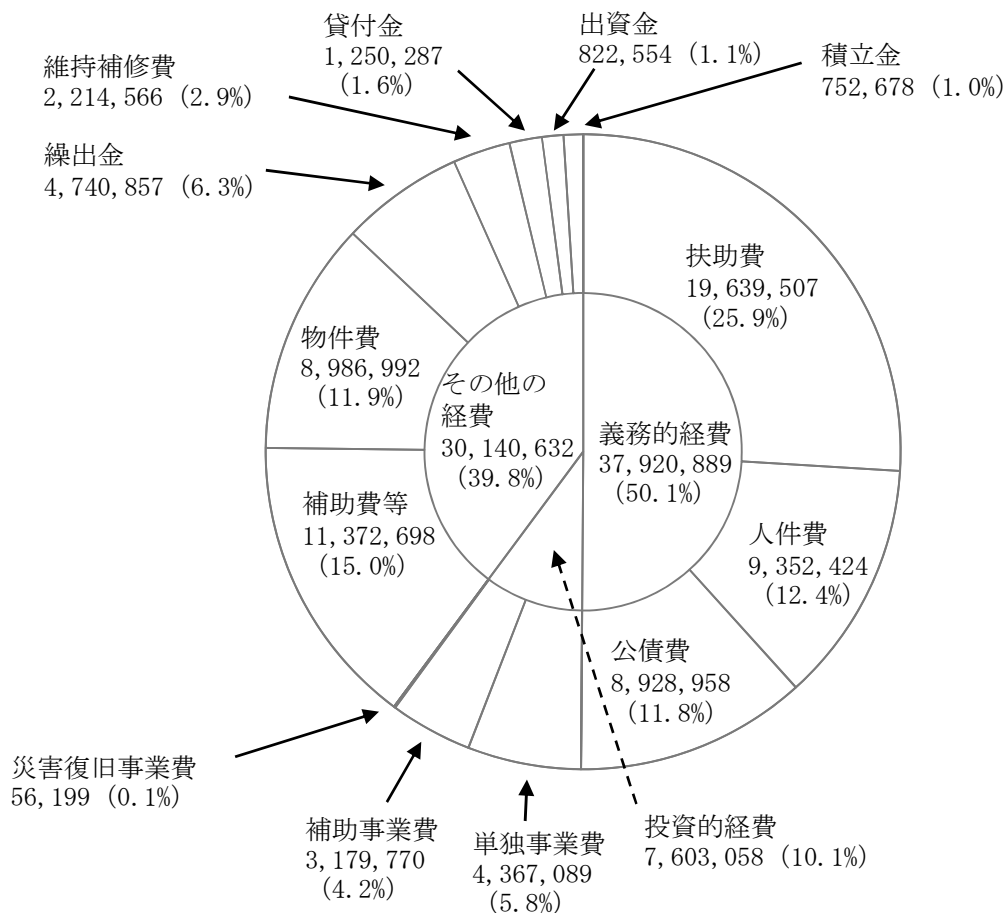 貸付金
1,250,287
(1.6%)
出資金
822,554 (1.1%)
積立金
752,678 (1.0%)
維持補修費
2,214,566 (2.9%)
繰出金
4,740,857 (6.3%)
扶助費
19,639,507
(25.9%)
物件費
8,986,992
(11.9%)
その他の
経費
30,140,632
(39.8%)
義務的経費
37,920,889
(50.1%)
補助費等
11,372,698
(15.0%)
人件費
9,352,424
(12.4%)
公債費
8,928,958
(11.8%)
災害復旧事業費
56,199 (0.1%)
補助事業費
3,179,770
(4.2%)
単独事業費
4,367,089
(5.8%)
投資的経費
7,603,058 (10.1%)